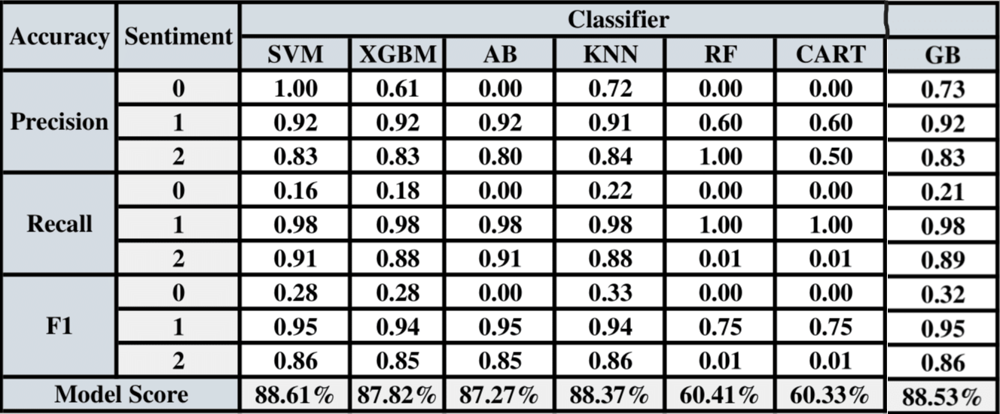 Accuracy Sentiment Classifier
SVM XGBM AB KNN RF CART GB
Precision 0 1.00 0.61 0.00 0.72 0.00 0.00 0.73
1 0.92 0.92 0.92 0.91 0.60 0.60 0.92
2 0.83 0.83 0.80 0.84 1.00 0.50 0.83
Recall 0 0.16 0.18 0.00 0.22 0.00 0.00 0.21
1 0.98 0.98 0.98 0.98 1.00 1.00 0.98
2 0.91 0.88 0.91 0.88 0.01 0.01 0.89
F1 0 0.28 0.28 0.00 0.33 0.00 0.00 0.32
1 0.95 0.94 0.95 0.94 0.75 0.75 0.95
2 0.86 0.85 0.85 0.86 0.01 0.01 0.86
Model Score 88.61% 87.82% 87.27% 88.37% 60.41% 60.33% 88.53%